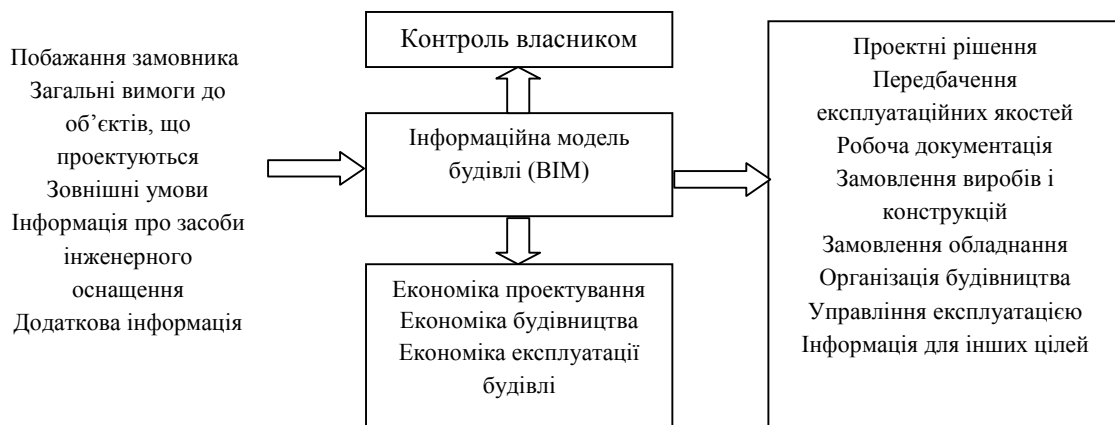 Побажання замовника
Загальні вимоги до
об’єктів, що
проектуються
Зовнішні умови
Інформація про засоби
інженерного
оснащення
Додаткова інформація
Контроль власником
Інформаційна модель
будівлі (BIM)
Економіка проектування
Економіка будівництва
Економіка експлуатації
будівлі
Проектні рішення
Передбачення
експлуатаційних якостей
Робоча документація
Замовлення виробів і
конструкцій
Замовлення обладнання
Організація будівництва
Управління експлуатацією
Інформація для інших цілей